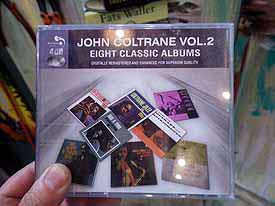 Fats Waller
4CD
JOHN COLTRANE VOL.2
EIGHT CLASSIC ALBUMS
DIGITALLY REMASTERED AND ENHANCED FOR SUPERIOR QUALITY